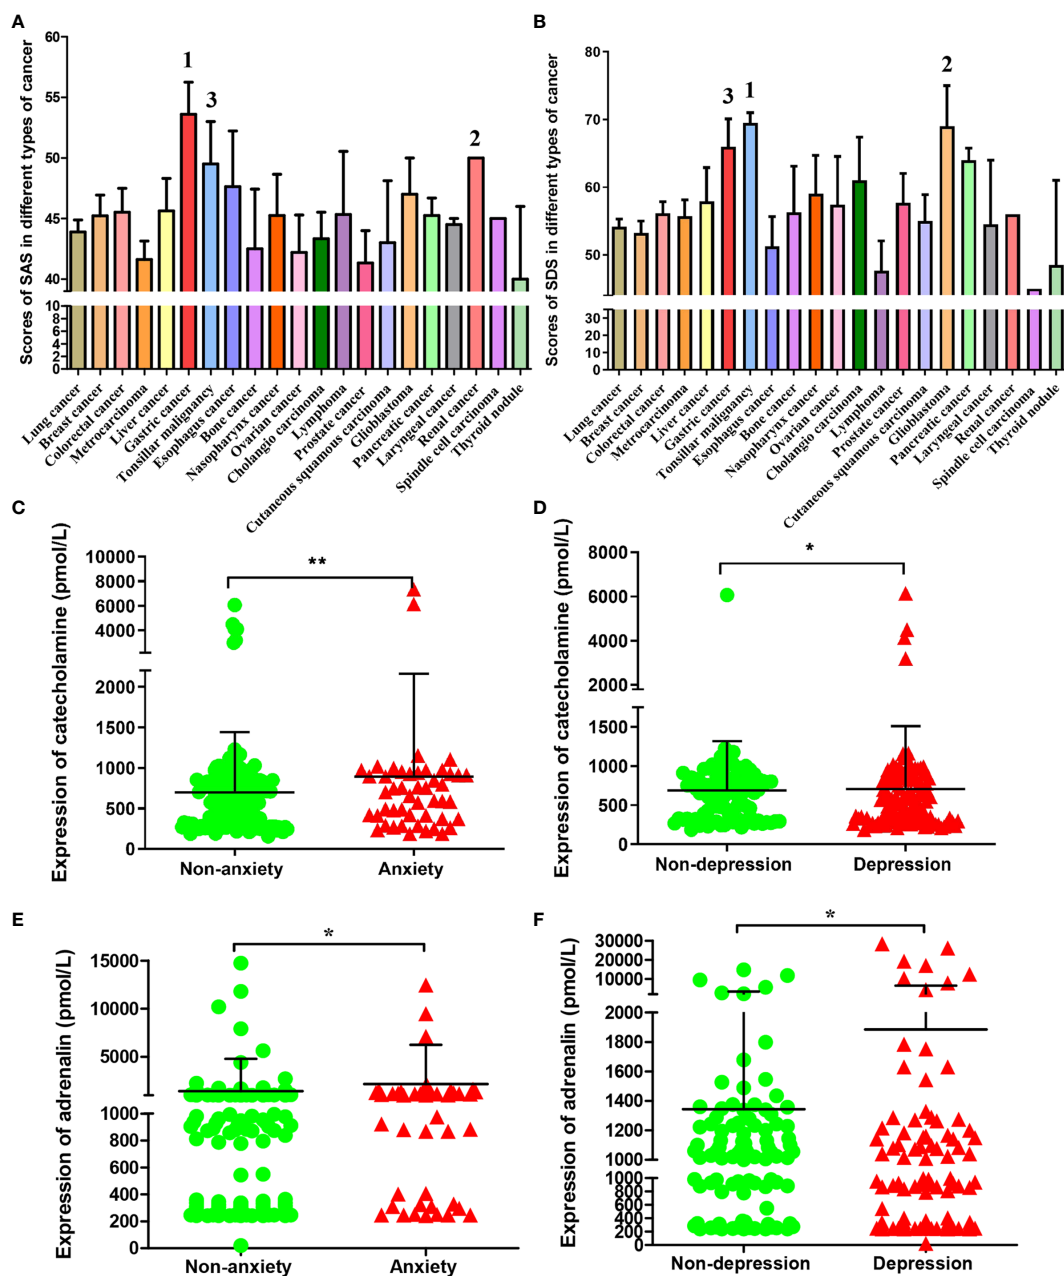 A
Scores of SAS in different types of cancer
60
55
50
45
40
10
8
6
4
2
0
1
3
2
Lung cancer
Breast cancer
Colorectal cancer
Metrocarcinoma
Liver cancer
Gastric cancer
Tonsillar malignancy
Esophagus cancer
Bone cancer
Nasopharynx cancer
Ovarian cancer
Cholangio carcinoma
Lymphoma
Prostate cancer
Cutaneous squamous carcinoma
Glioblastoma
Pancreatic cancer
Laryngeal cancer
Renal cancer
Spindle cell carcinoma
Thyroid nodule
B
Scores of SDS in different types of cancer
80
70
60
50
30
20
10
0
3
1
2
Lung cancer
Breast cancer
Colorectal cancer
Metrocarcinoma
Liver cancer
Gastric cancer
Tonsillar malignancy
Esophagus cancer
Bone cancer
Nasopharynx cancer
Ovarian cancer
Cholangio carcinoma
Lymphoma
Prostate cancer
Cutaneous squamous carcinoma
Glioblastoma
Pancreatic cancer
Laryngeal cancer
Renal cancer
Spindle cell carcinoma
Thyroid nodule
C
Expression of catecholamine (pmol/L)
10000
8000
6000
4000
2000
1500
1000
500
0
**
Non-anxiety
Anxiety
D
Expression of catecholamine (pmol/L)
8000
6000
4000
2000
1500
1000
500
0
*
Non-depression
Depression
E
Expression of adrenalin (pmol/L)
15000
10000
5000
1000
800
600
400
200
0
*
Non-anxiety
Anxiety
F
Expression of adrenalin (pmol/L)
30000
20000
10000
2000
1800
1600
1400
1200
1000
1000
800
600
400
200
0
*
Non-depression
Depression